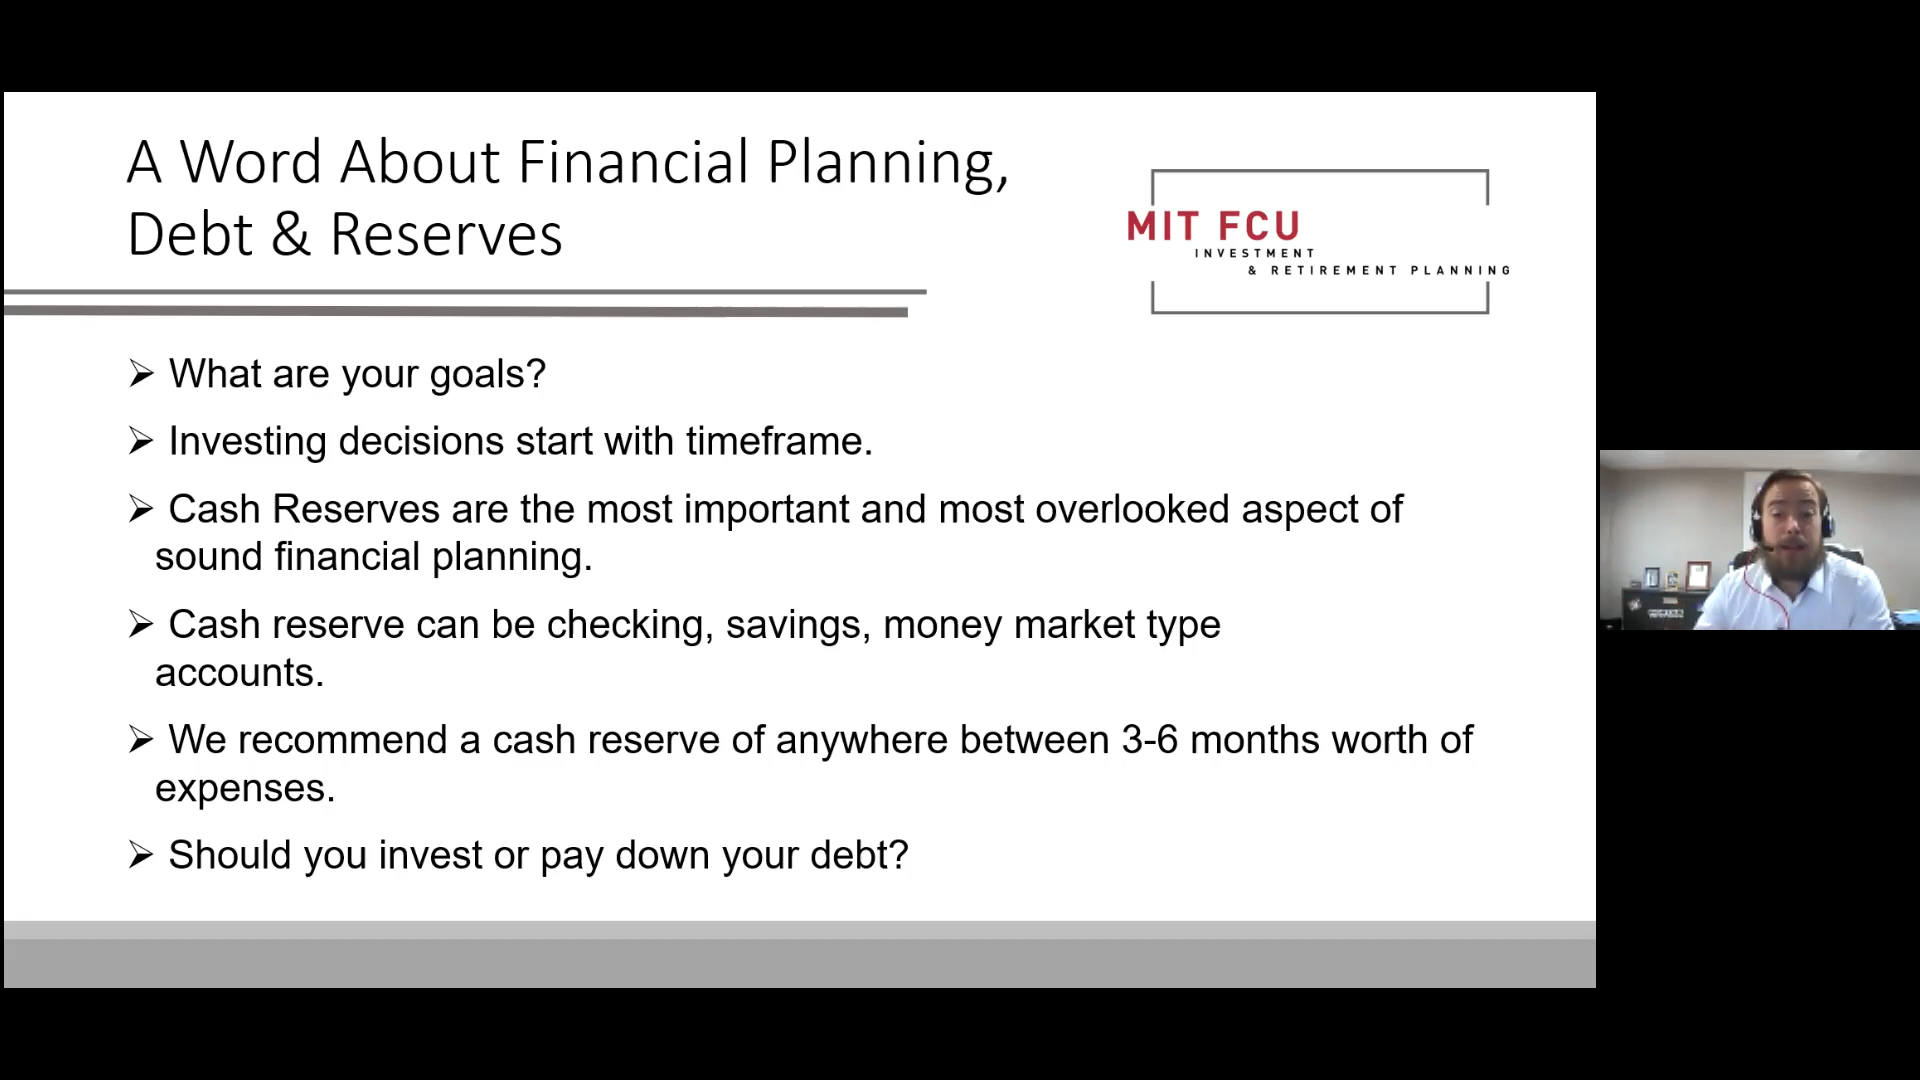 A Word About Financial Planning,
Debt & Reserves
MIT FCU
INVESTMENT
& RETIREMENT PLANNING
➢ What are your goals?
➢ Investing decisions start with timeframe.
➢ Cash Reserves are the most important and most overlooked aspect of
sound financial planning.
➢ Cash reserve can be checking, savings, money market type
accounts.
➢ We recommend a cash reserve of anywhere between 3-6 months worth of
expenses.
➢ Should you invest or pay down your debt?